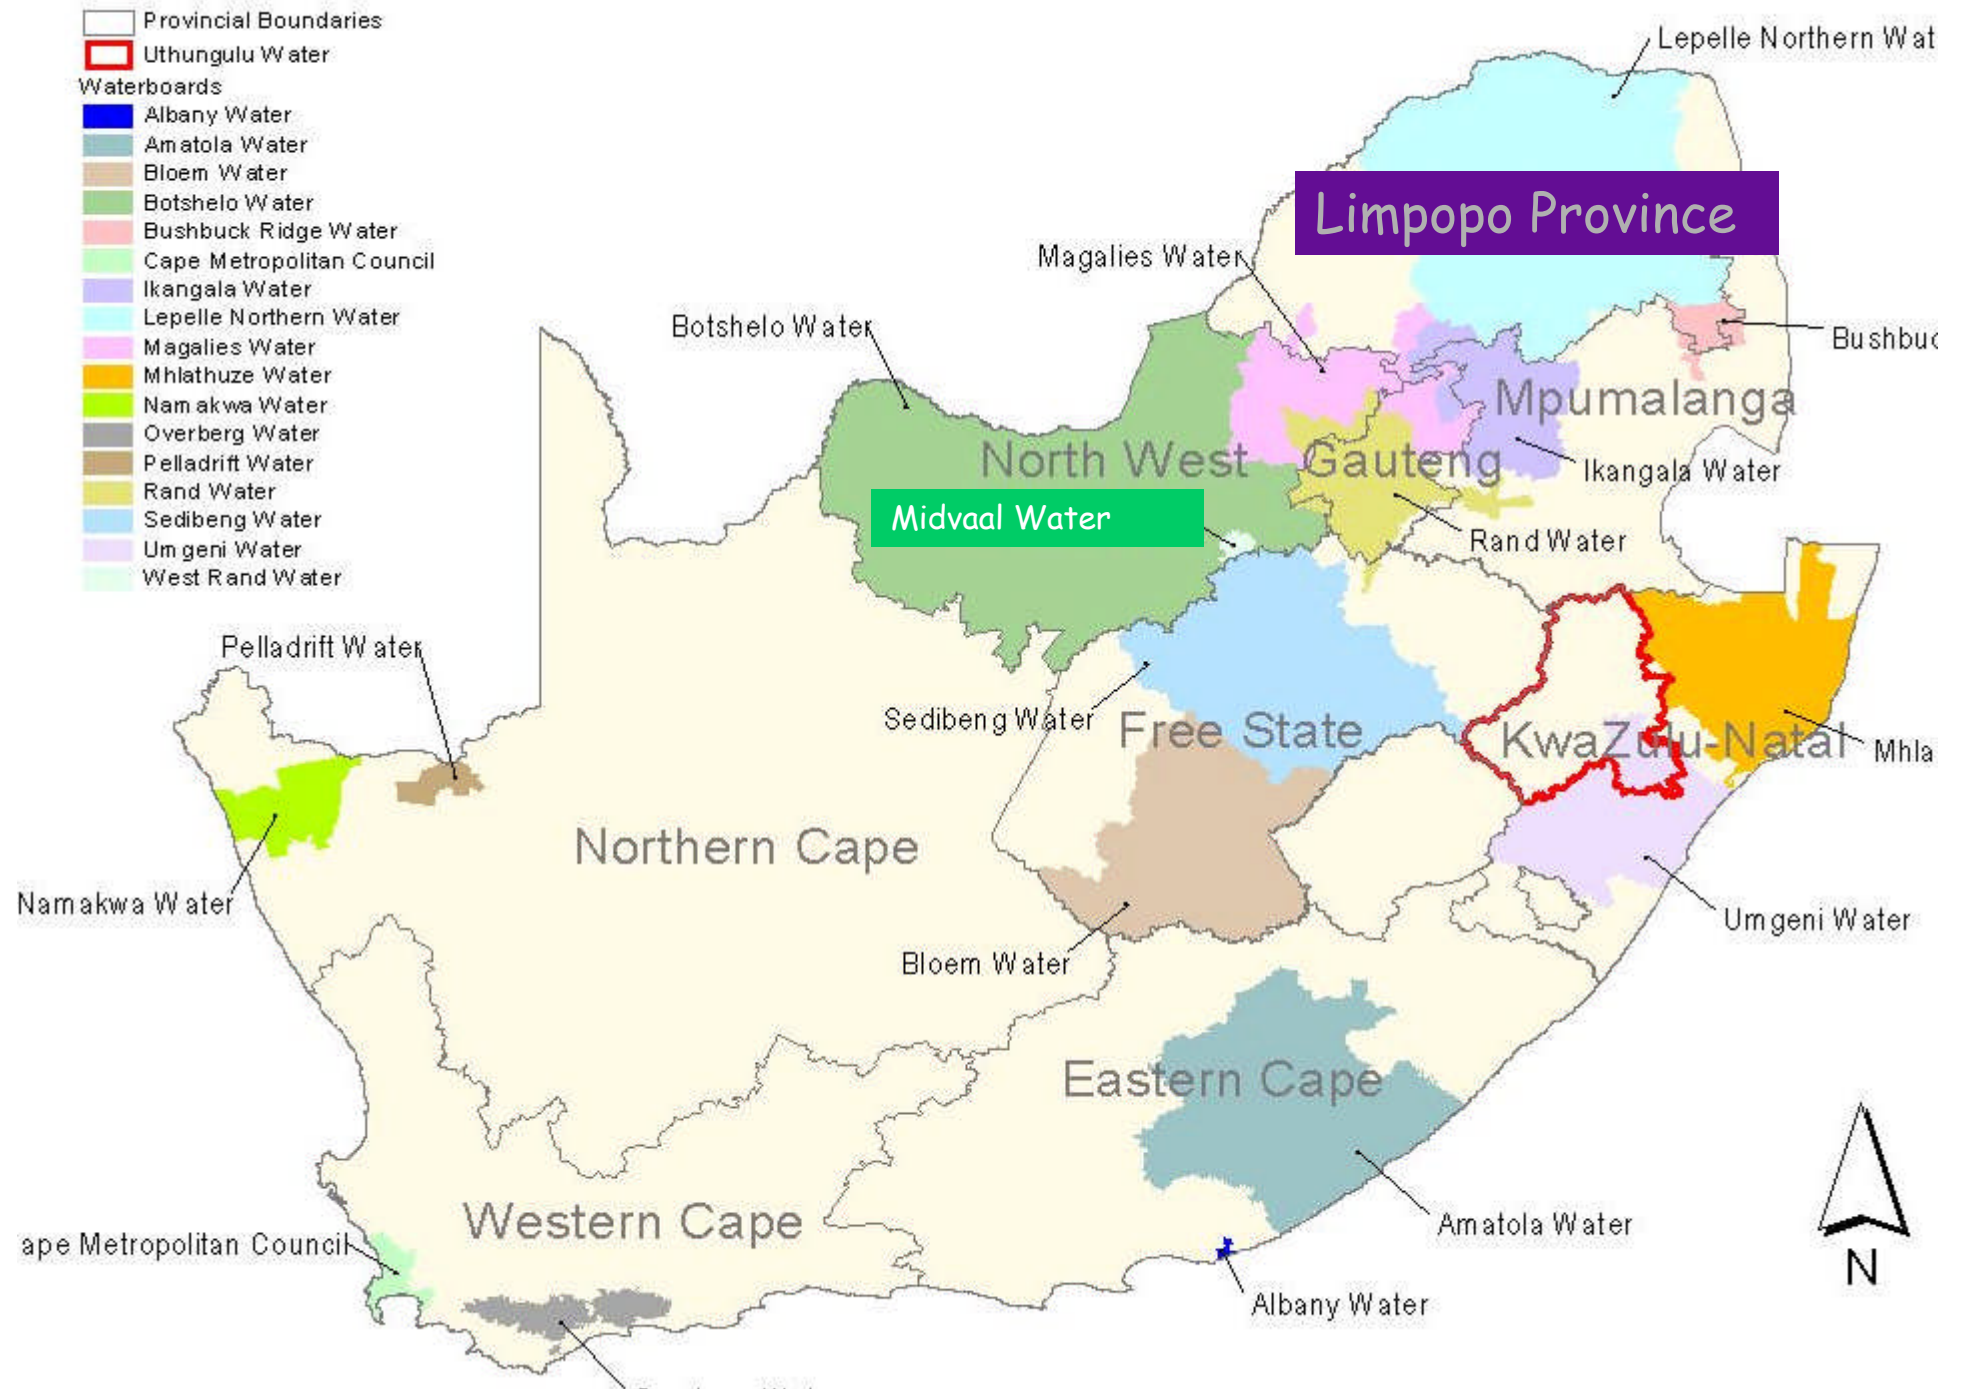 Provincial Boundaries
Uthungulu Water
Waterboards
Albany Water
Amatola Water
Bloem Water
Botshelo Water
Bushbuck Ridge Water
Cape Metropolitan Council
Ikangala Water
Lepelle Northern Water
Magalies Water
Mhlathuze Water
Namakwa Water
Overberg Water
Pelladrift Water
Rand Water
Sedibeng Water
Umgeni Water
West Rand Water
Lepelle Northern Wat
Limpopo Province
Magalies Water
Botshelo Water
Bushbuc
Mpumalanga
North West
Gauteng
Ikangala Water
Midvaal Water
Rand Water
Pelladrift Water
Sedibeng Water
Free State
KwaZulu-Natal
Mhla
Northern Cape
Namakwa Water
Umgeni Water
Bloem Water
Eastern Cape
Western Cape
Amatola Water
ape Metropolitan Council
N
Albany Water